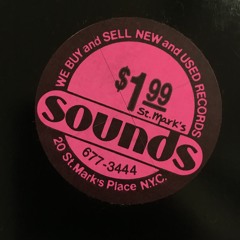 WE BUY and SELL NEW and USED RECORDS
$1.99
St. Mark's
Sounds
677-3444
20 St. Mark's Place N.Y.C.